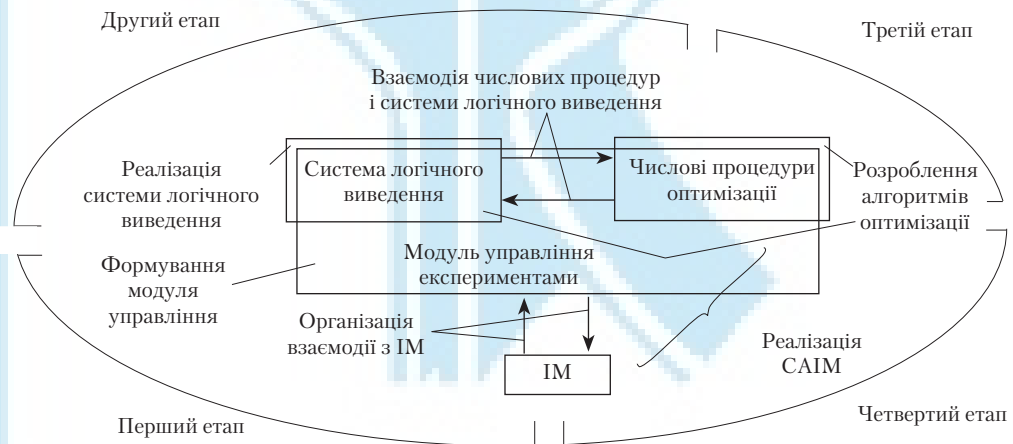 Другий етап
Третій етап
Взаємодія числових процедур
і системи логічного виведення
Реалізація
системи логічного
виведення
Система логічного
виведення
Числові процедури
оптимізації
Розроблення
алгоритмів
оптимізації
Модуль управління
експериментами
Формування
модуля
управління
Організація
взаємодії з ІМ
ІМ
Реалізація
САІМ
Перший етап
Четвертий етап